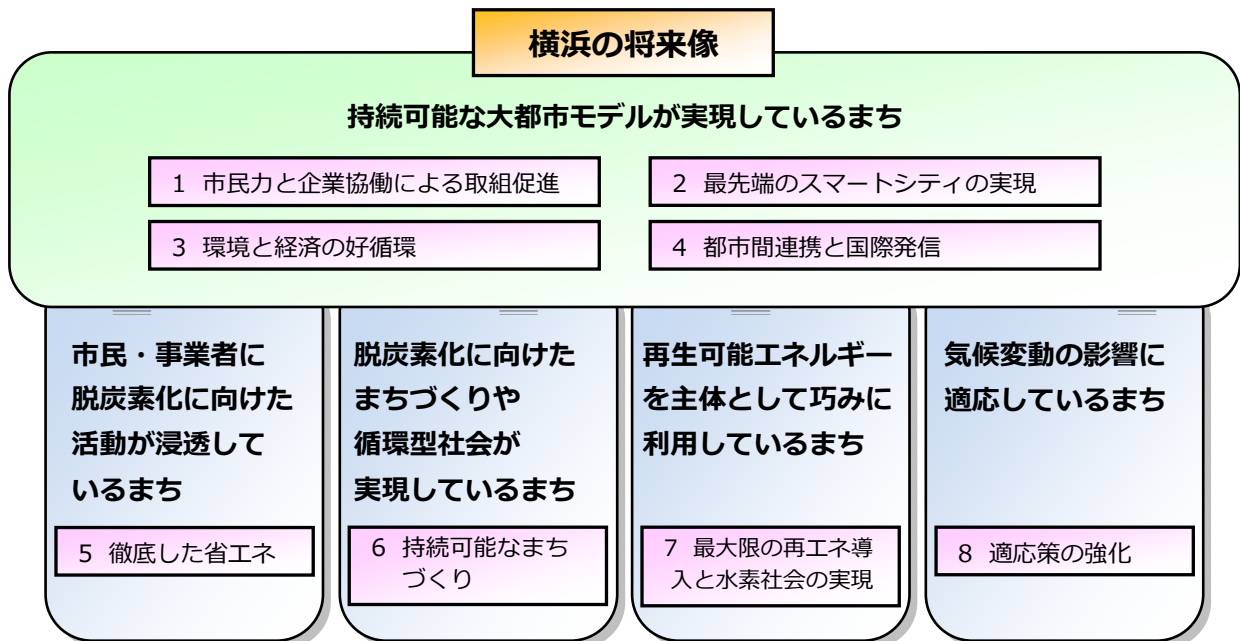 横浜の将来像
持続可能な大都市モデルが実現しているまち
1 市民力と企業協働による取組促進
2 最先端のスマートシティの実現
3 環境と経済の好循環
4 都市間連携と国際発信
市民・事業者に
脱炭素化に向けた
活動が浸透して
いるまち
5 徹底した省エネ
脱炭素化に向けた
まちづくりや
循環型社会が
実現しているまち
6 持続可能なまち
づくり
再生可能エネルギー
を主体として巧みに
利用しているまち
7 最大限の再エネ導
入と水素社会の実現
気候変動の影響に
適応しているまち
8 適応策の強化